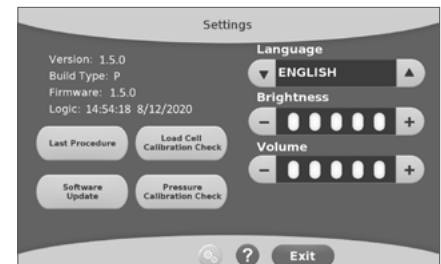 Settings
Version: 1.5.0
Build Type: P
Firmware: 1.5.0
Logic: 14:54:18 8/12/2020
Last Procedure
Load Cell
Calibration Check
Software
Update
Pressure
Calibration Check
Language
▼ ENGLISH ▲
Brightness
− +
Volume
− +
? Exit